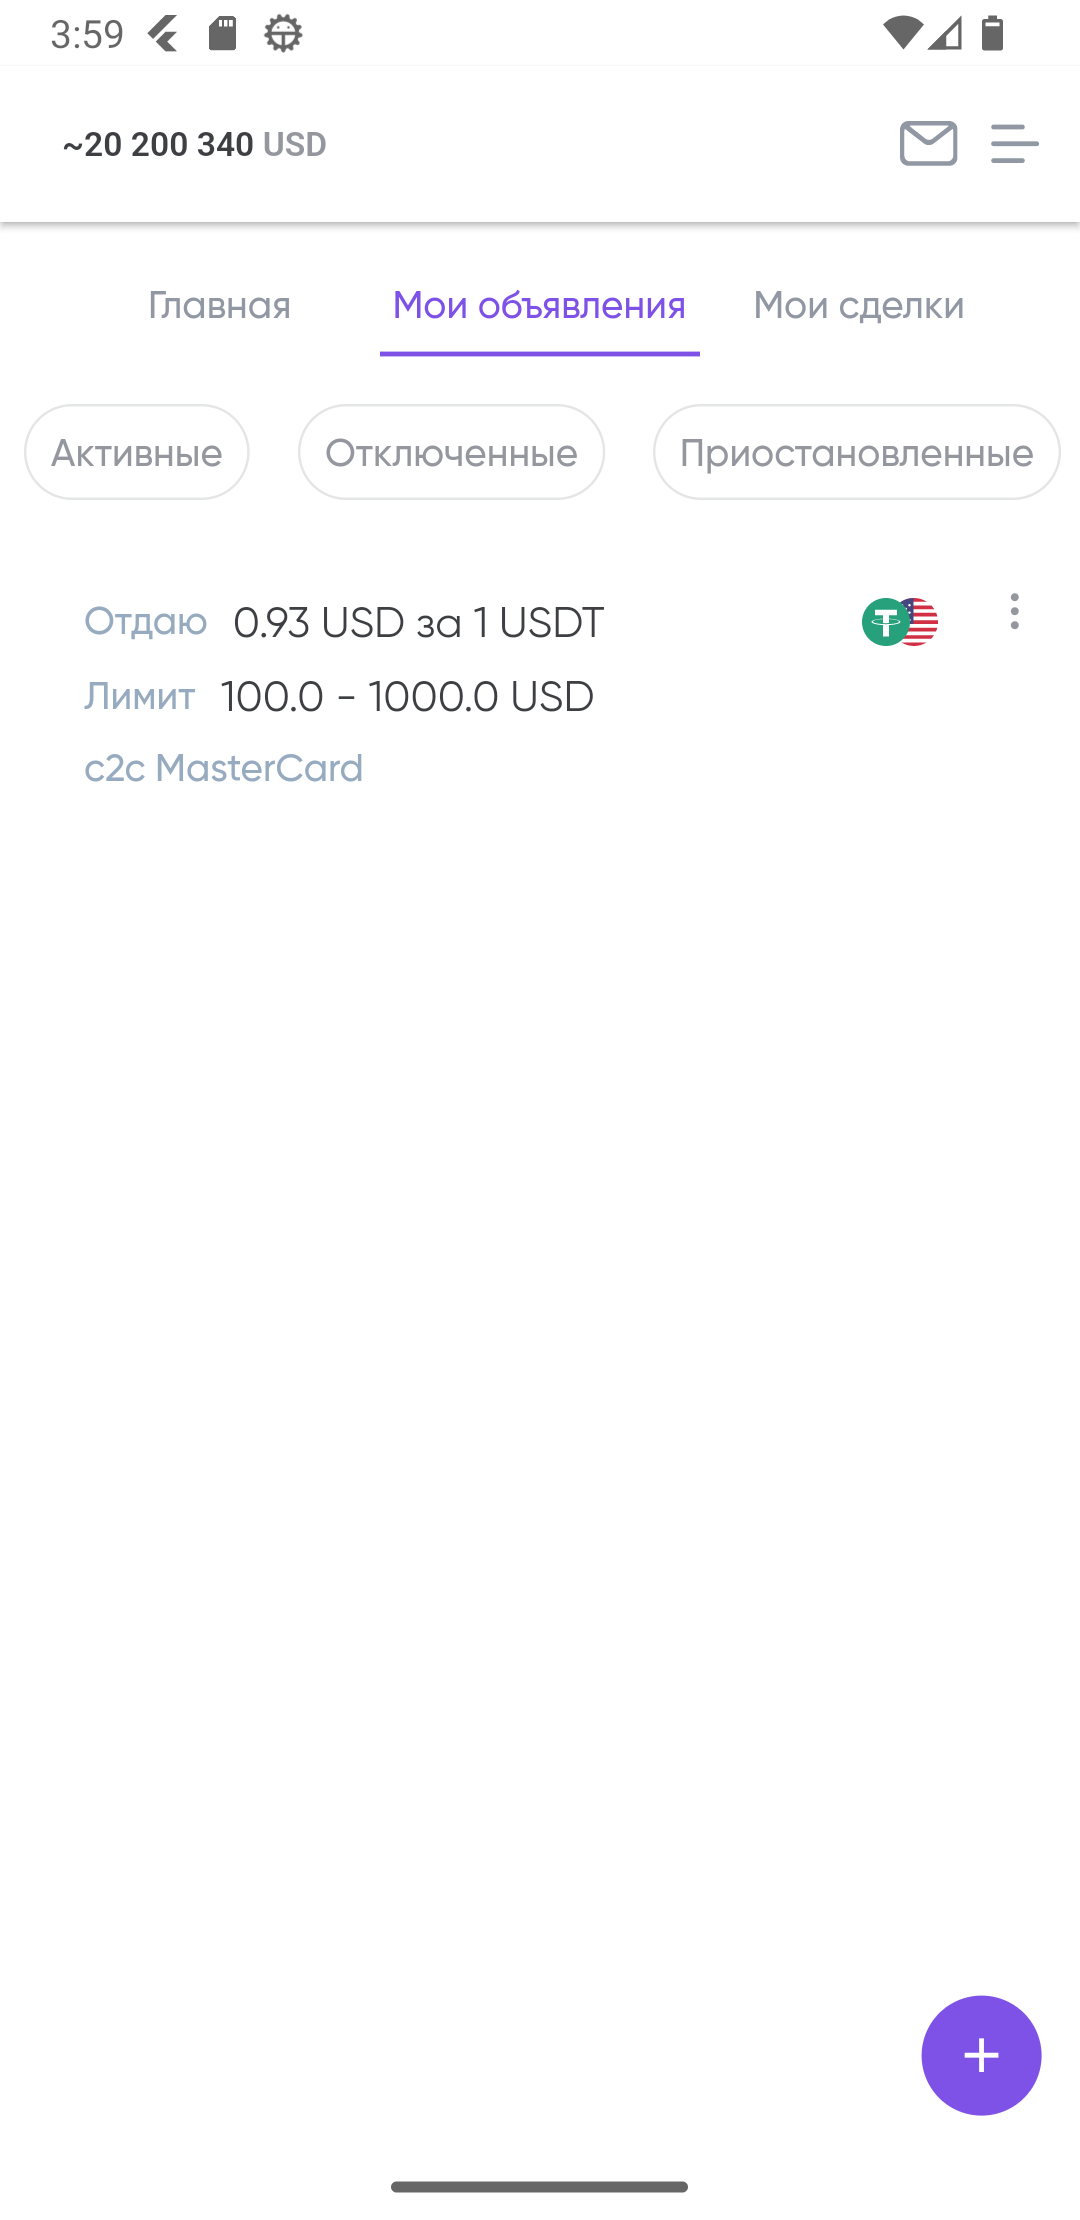 3:59
~20 200 340 USD
Главная Мои объявления Мои сделки
Активные Отключенные Приостановленные
Отдаю 0.93 USD за 1 USDT
Лимит 100.0 - 1000.0 USD
c2c MasterCard